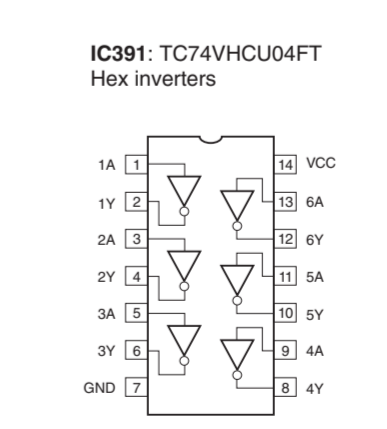 IC391: TC74VHCU04FT
Hex inverters
1A 1 14 VCC
1Y 2 13 6A
2A 3 12 6Y
2Y 4 11 5A
3A 5 10 5Y
3Y 6 9 4A
GND 7 8 4Y